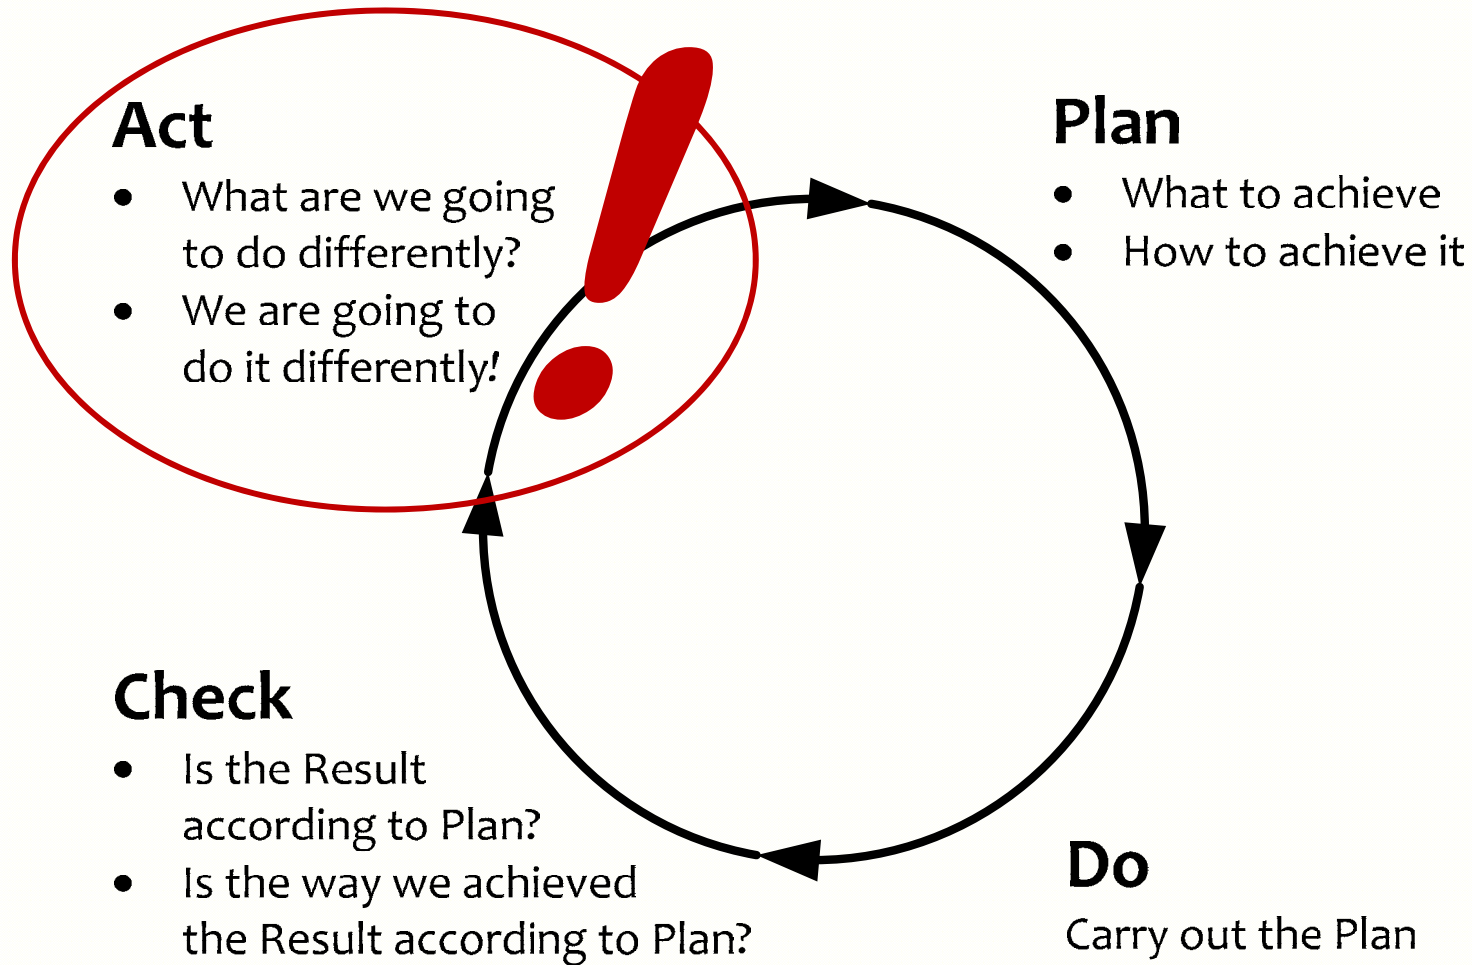 Act
• What are we going
to do differently?
• We are going to
do it differently!
Plan
• What to achieve
• How to achieve it
Check
• Is the Result
according to Plan?
• Is the way we achieved
the Result according to Plan?
Do
Carry out the Plan